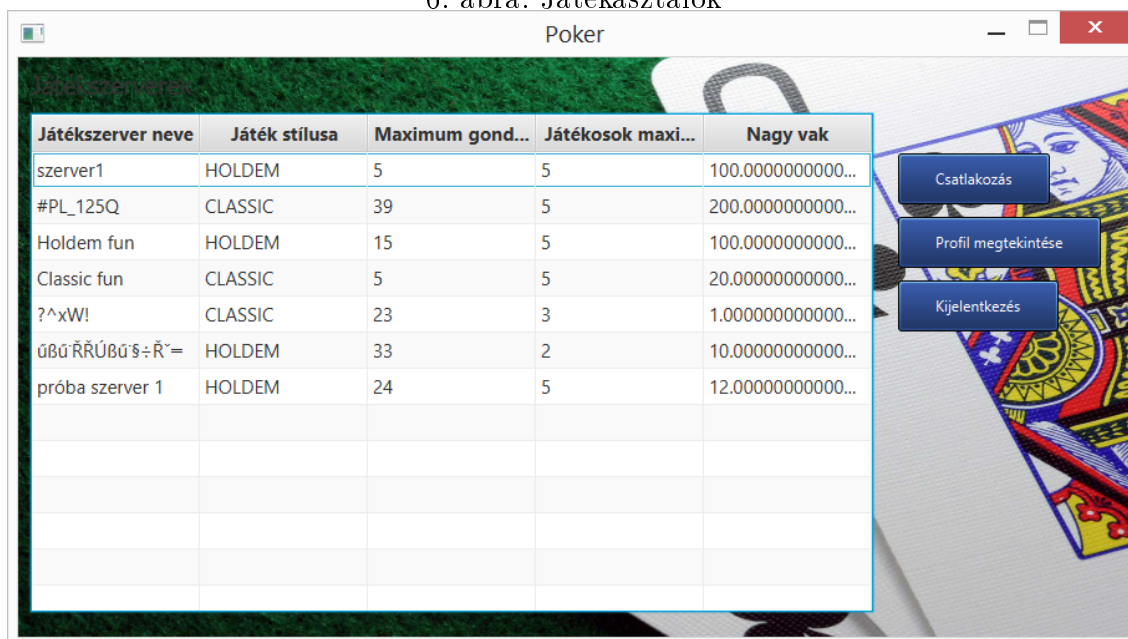 6. ábra. Játékasztalok
Poker
Játékszerverek
Játékszerver neve Játék stílusa Maximum gond... Játékosok maxi... Nagy vak
szerver1 HOLDEM 5 5 100.0000000000...
#PL_125Q CLASSIC 39 5 200.0000000000...
Holdem fun HOLDEM 15 5 100.0000000000...
Classic fun CLASSIC 5 5 20.00000000000...
?^xW! CLASSIC 23 3 1.000000000000...
HOLDEM 33 2 10.00000000000...
próba szerver 1 HOLDEM 24 5 12.00000000000...
Csatlakozás
Profil megtekintése
Kijelentkezés